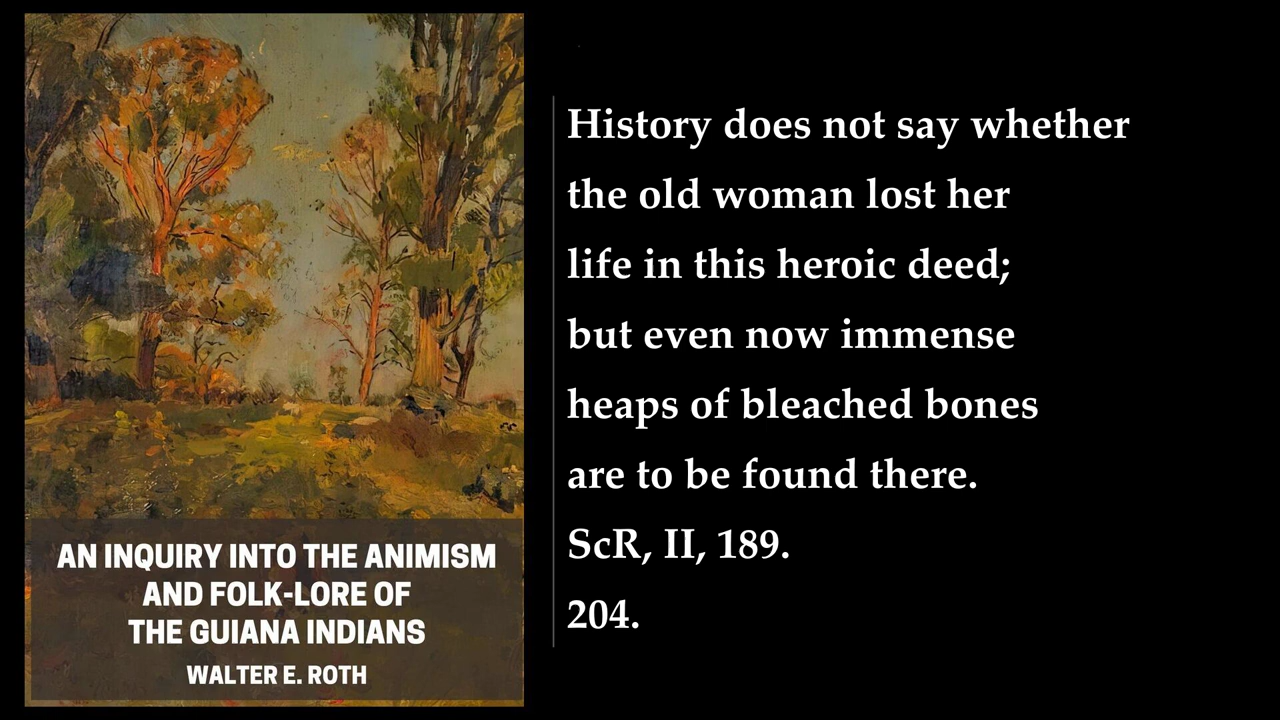 AN INQUIRY INTO THE ANIMISM
AND FOLK-LORE OF
THE GUIANA INDIANS
WALTER E. ROTH
History does not say whether
the old woman lost her
life in this heroic deed;
but even now immense
heaps of bleached bones
are to be found there.
ScR, II, 189.
204.